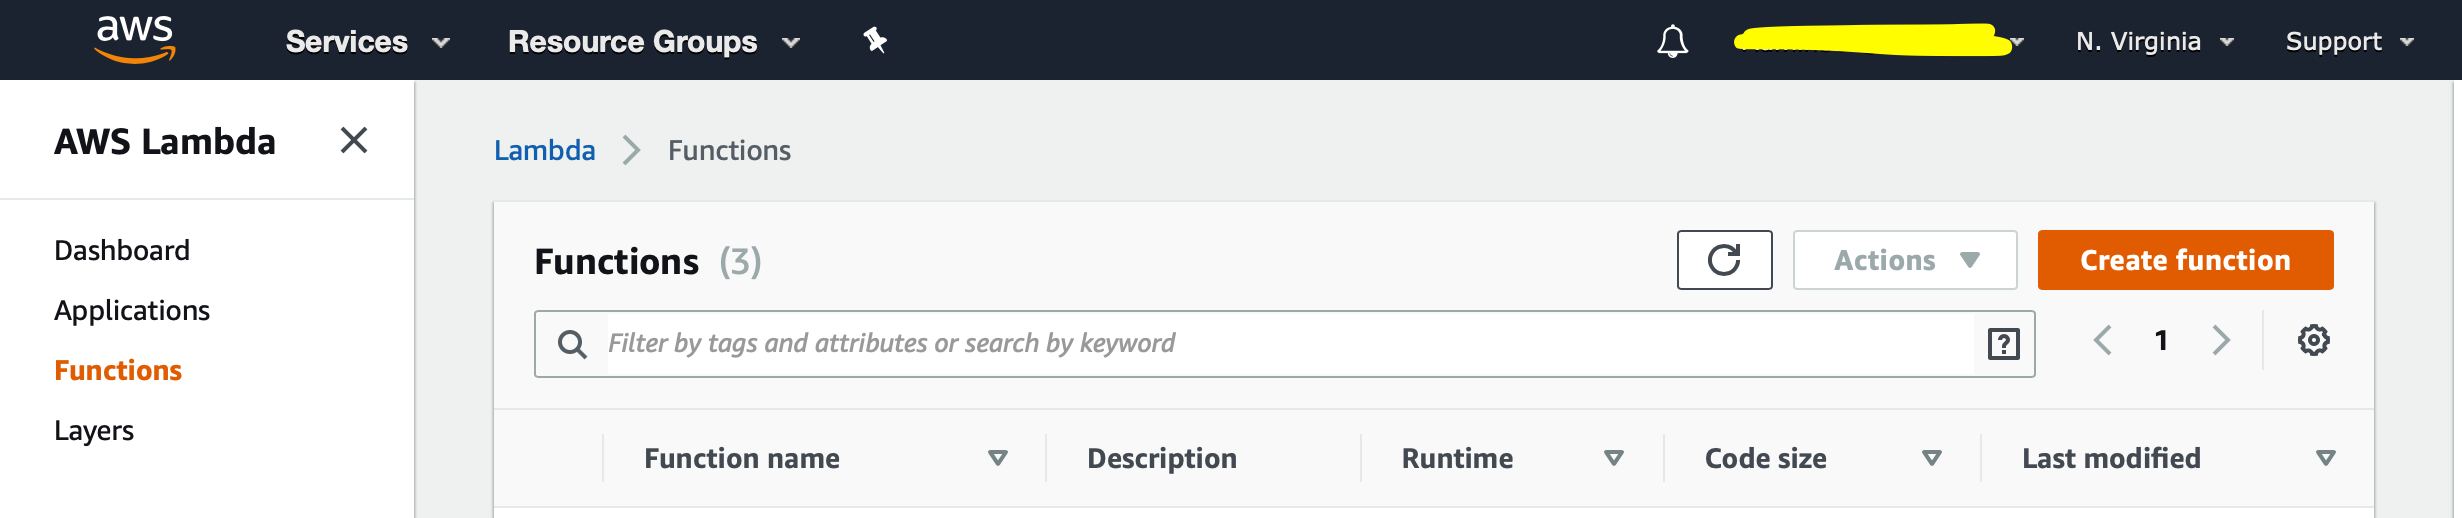 aws Services Resource Groups N. Virginia Support
AWS Lambda
Lambda Functions
Dashboard
Applications
Functions
Layers
Functions (3) Actions Create function
Filter by tags and attributes or search by keyword ? 1
Function name Description Runtime Code size Last modified